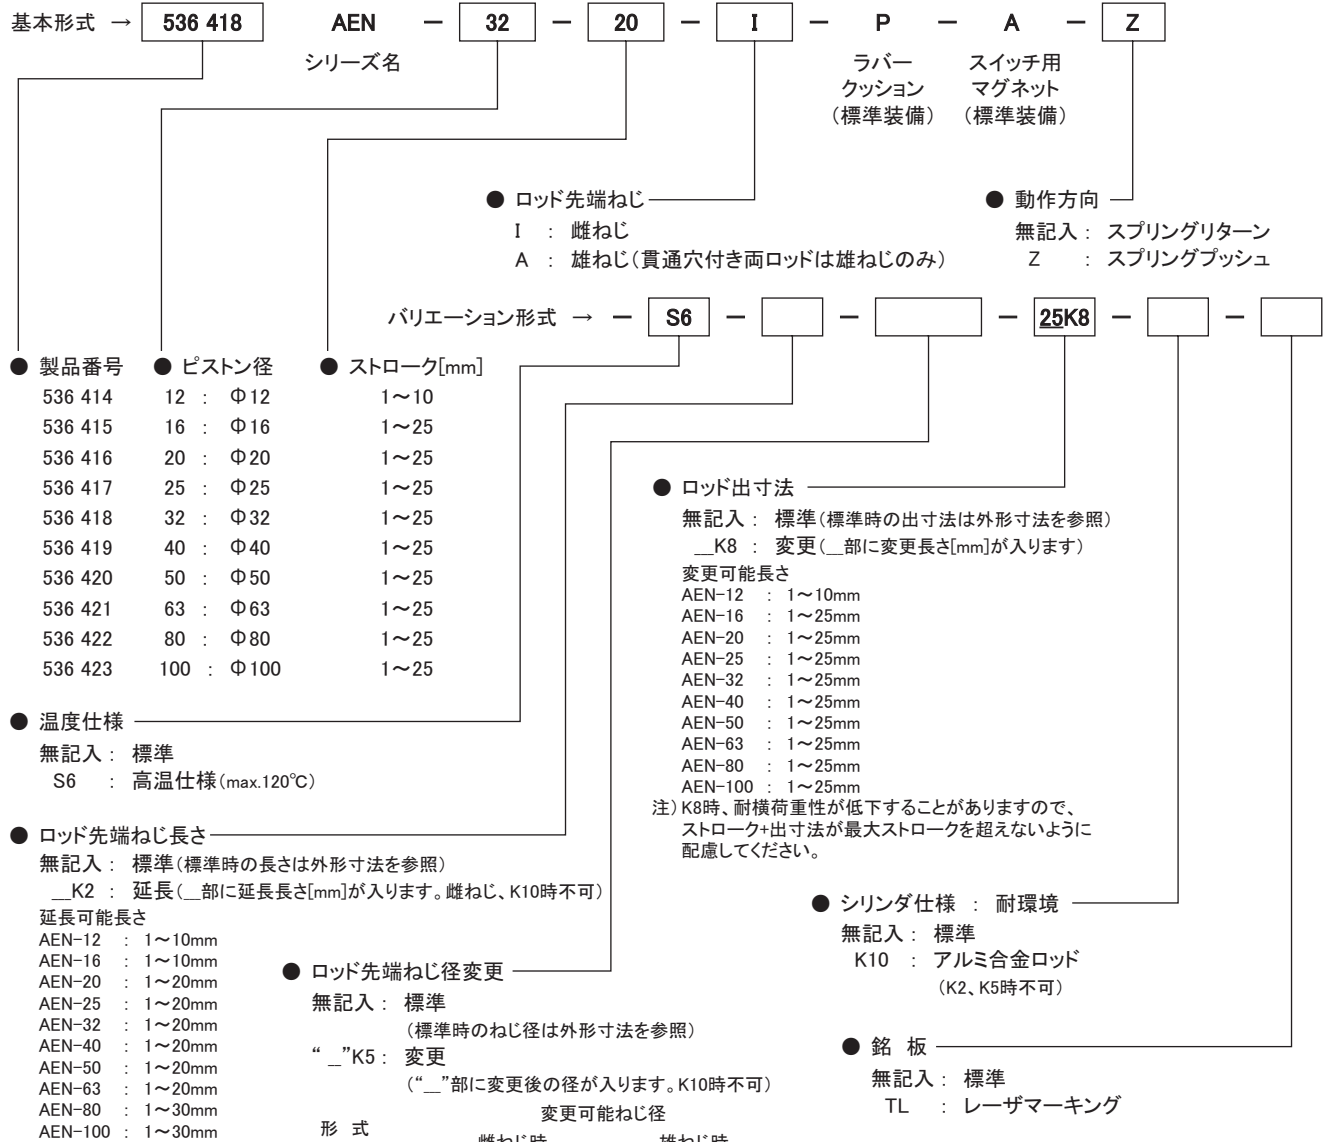 基本形式 → 536 418 AEN － 32 － 20 － I － P － A － Z
シリーズ名
ラバー
クッション
（標準装備）
スイッチ用
マグネット
（標準装備）
● ロッド先端ねじ
I : 雌ねじ
A : 雄ねじ（貫通穴付き両ロッドは雄ねじのみ）
● 動作方向
無記入 : スプリングリターン
Z : スプリングプッシュ
バリエーション形式 → － S6 － － － 25K8 － －
● 製品番号 ● ピストン径 ● ストローク[mm]
536 414 12 : Φ12 1～10
536 415 16 : Φ16 1～25
536 416 20 : Φ20 1～25
536 417 25 : Φ25 1～25
536 418 32 : Φ32 1～25
536 419 40 : Φ40 1～25
536 420 50 : Φ50 1～25
536 421 63 : Φ63 1～25
536 422 80 : Φ80 1～25
536 423 100 : Φ100 1～25
● ロッド出寸法
無記入 : 標準（標準時の出寸法は外形寸法を参照）
__K8 : 変更（__部に変更長さ[mm]が入ります）
変更可能長さ
AEN-12 : 1～10mm
AEN-16 : 1～25mm
AEN-20 : 1～25mm
AEN-25 : 1～25mm
AEN-32 : 1～25mm
AEN-40 : 1～25mm
AEN-50 : 1～25mm
AEN-63 : 1～25mm
AEN-80 : 1～25mm
AEN-100 : 1～25mm
注）K8時、耐横荷重性が低下することがありますので、
ストローク+出寸法が最大ストロークを超えないように
配慮してください。
● 温度仕様
無記入 : 標準
S6 : 高温仕様（max.120℃）
● ロッド先端ねじ長さ
無記入 : 標準（標準時の長さは外形寸法を参照）
__K2 : 延長（__部に延長長さ[mm]が入ります。雌ねじ、K10時不可）
延長可能長さ
AEN-12 : 1～10mm
AEN-16 : 1～10mm
AEN-20 : 1～20mm
AEN-25 : 1～20mm
AEN-32 : 1～20mm
AEN-40 : 1～20mm
AEN-50 : 1～20mm
AEN-63 : 1～20mm
AEN-80 : 1～30mm
AEN-100 : 1～30mm
● ロッド先端ねじ径変更
無記入 : 標準
（標準時のねじ径は外形寸法を参照）
“__”K5 : 変更
（“__”部に変更後の径が入ります。K10時不可）
変更可能ねじ径
形 式
雌ねじ時 雄ねじ時
● シリンダ仕様 : 耐環境
無記入 : 標準
K10 : アルミ合金ロッド
（K2、K5時不可）
● 銘 板
無記入 : 標準
TL : レーザマーキング